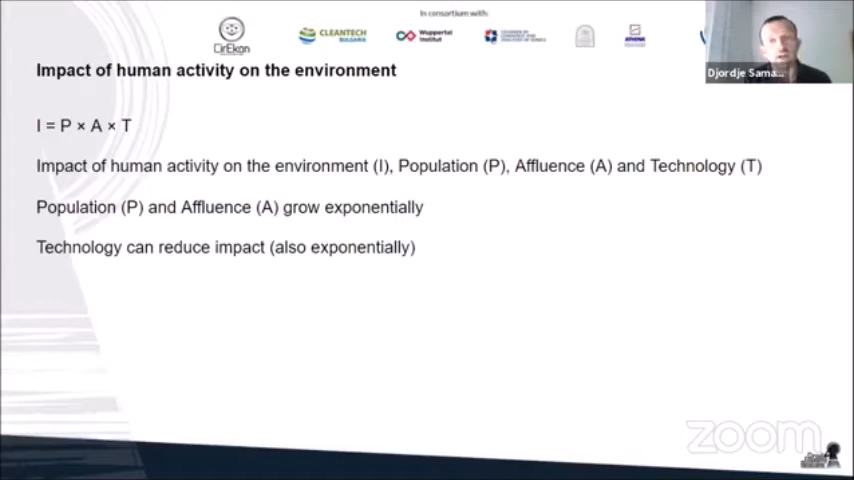 In consortium with:
CirEkon
CLEANTECH
BULGARIA
Wuppertal
Institut
ATHENA
Djordje Sama...
Impact of human activity on the environment
I = P × A × T
Impact of human activity on the environment (I), Population (P), Affluence (A) and Technology (T)
Population (P) and Affluence (A) grow exponentially
Technology can reduce impact (also exponentially)
zoom